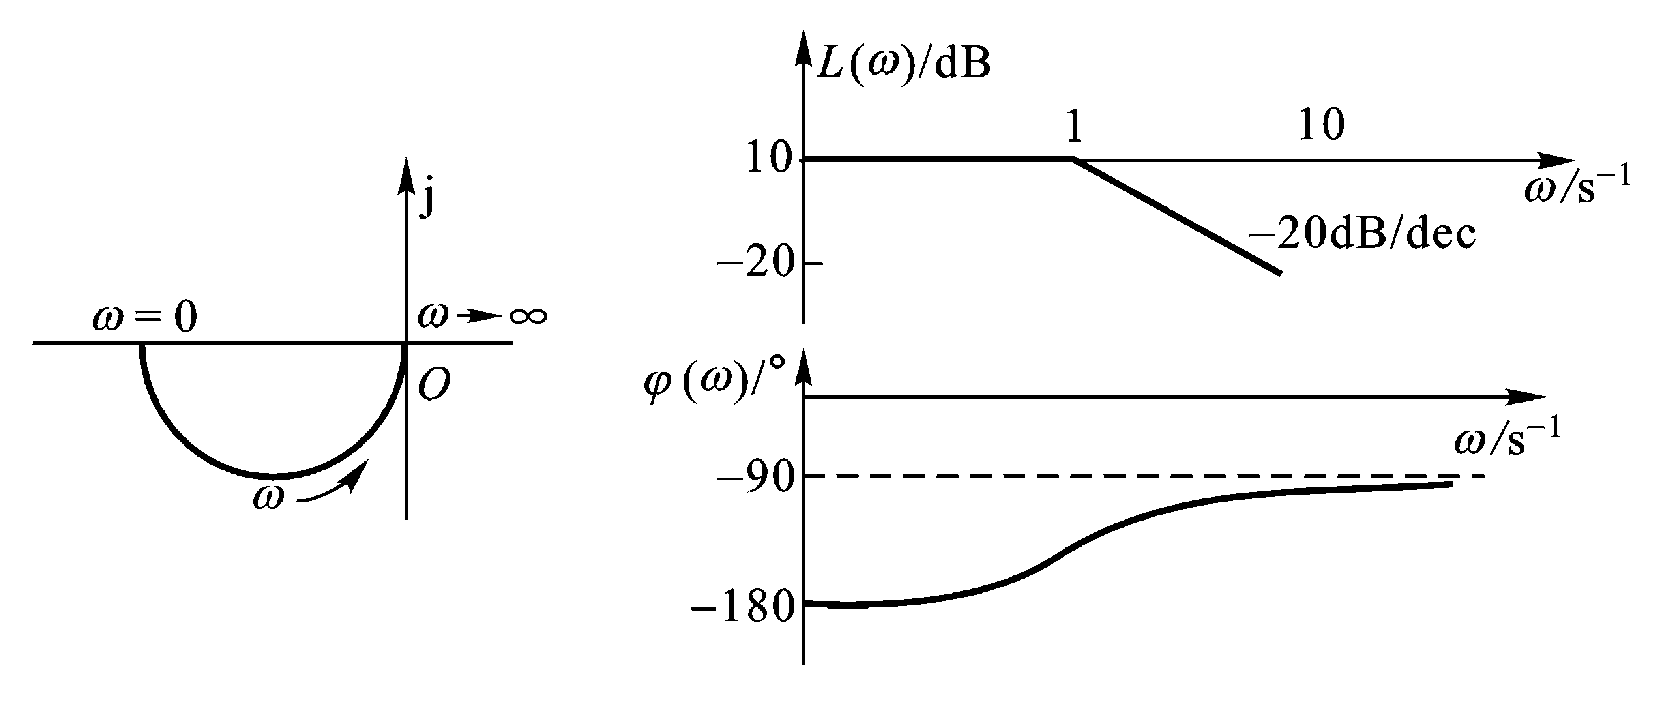 j
ω = 0
ω → ∞
O
ω
L(ω)/dB
1
10
10
ω/s⁻¹
−20dB/dec
−20
φ(ω)/°
ω/s⁻¹
−90
−180